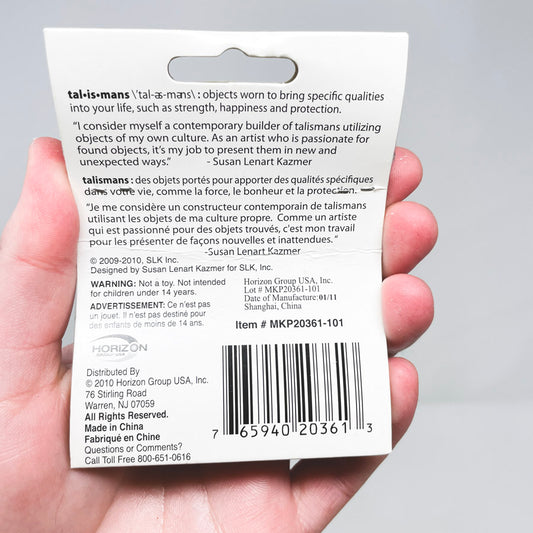 tal•is•mans \'tal-əs-məns\ : objects worn to bring specific qualities
into your life, such as strength, happiness and protection.
"I consider myself a contemporary builder of talismans utilizing
objects of my own culture. As an artist who is passionate for
found objects, it's my job to present them in new and
unexpected ways."
- Susan Lenart Kazmer
talismans : des objets portés pour apporter des qualités spécifiques
dans votre vie, comme la force, le bonheur et la protection.
"Je me considère un constructeur contemporain de talismans
utilisant les objets de ma culture propre. Comme un artiste
qui est passionné pour des objets trouvés, c'est mon travail
pour les présenter de façons nouvelles et inattendues."
-Susan Lenart Kazmer
© 2009-2010, SLK, Inc.
Designed by Susan Lenart Kazmer for SLK, Inc.
WARNING: Not a toy. Not intended
for children under 14 years.
ADVERTISSEMENT: Ce n'est pas
un jouet. Il n'est pas destiné pour
des enfants de moins de 14 ans.
Horizon Group USA, Inc.
Lot # MKP20361-101
Date of Manufacture:01/11
Shanghai, China
Item # MKP20361-101
HORIZON
GROUP USA
Distributed By
© 2010 Horizon Group USA, Inc.
76 Stirling Road
Warren, NJ 07059
All Rights Reserved.
Made in China
Fabriqué en Chine
Questions or Comments?
Call Toll Free 800-651-0616
7 65940 20361 3